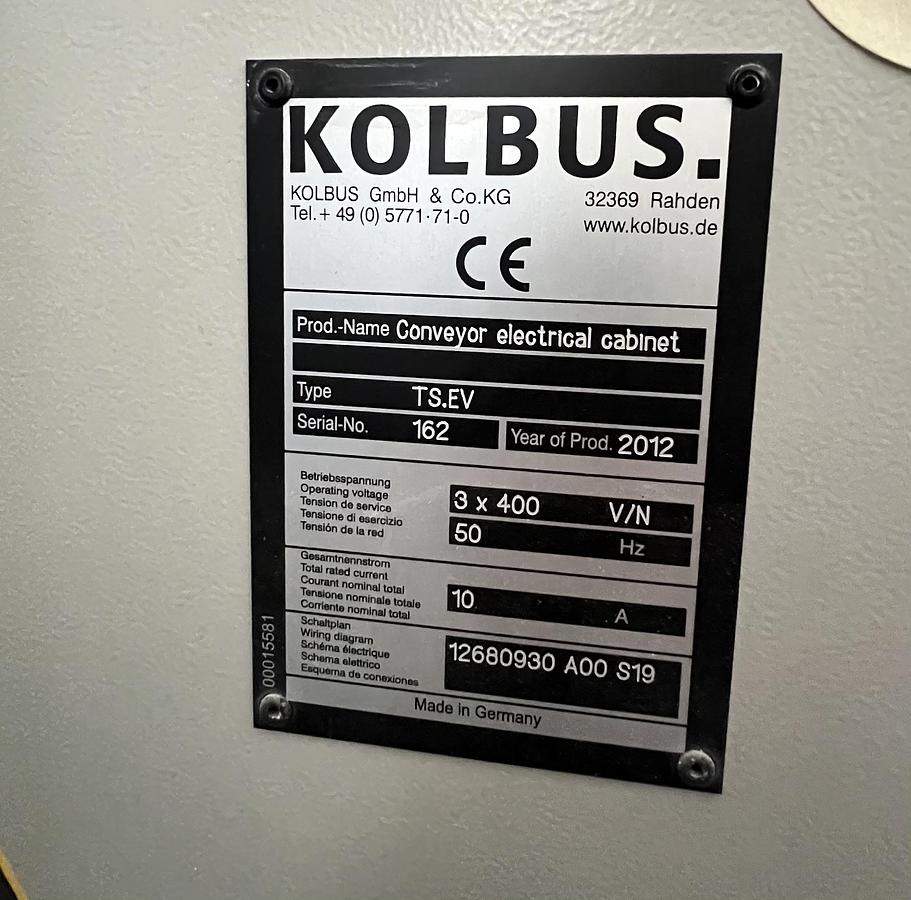 KOLBUS.
KOLBUS GmbH & Co.KG 32369 Rahden
Tel.+ 49 (0) 5771-71-0 www.kolbus.de
CE
Prod.-Name Conveyor electrical cabinet
Type TS.EV
Serial-No. 162 Year of Prod. 2012
Betriebsspannung
Operating voltage
Tension de service
Tensione di esercizio
Tensión de la red
3 x 400 V/N
50 Hz
Gesamtnennstrom
Total rated current
Courant nominal total
Tensione nominale totale
Corriente nominal total
10 A
Schaltplan
Wiring diagram
Schéma électrique
Schema elettrico
Esquema de conexiones
12680930 A00 S19
Made in Germany
00015581